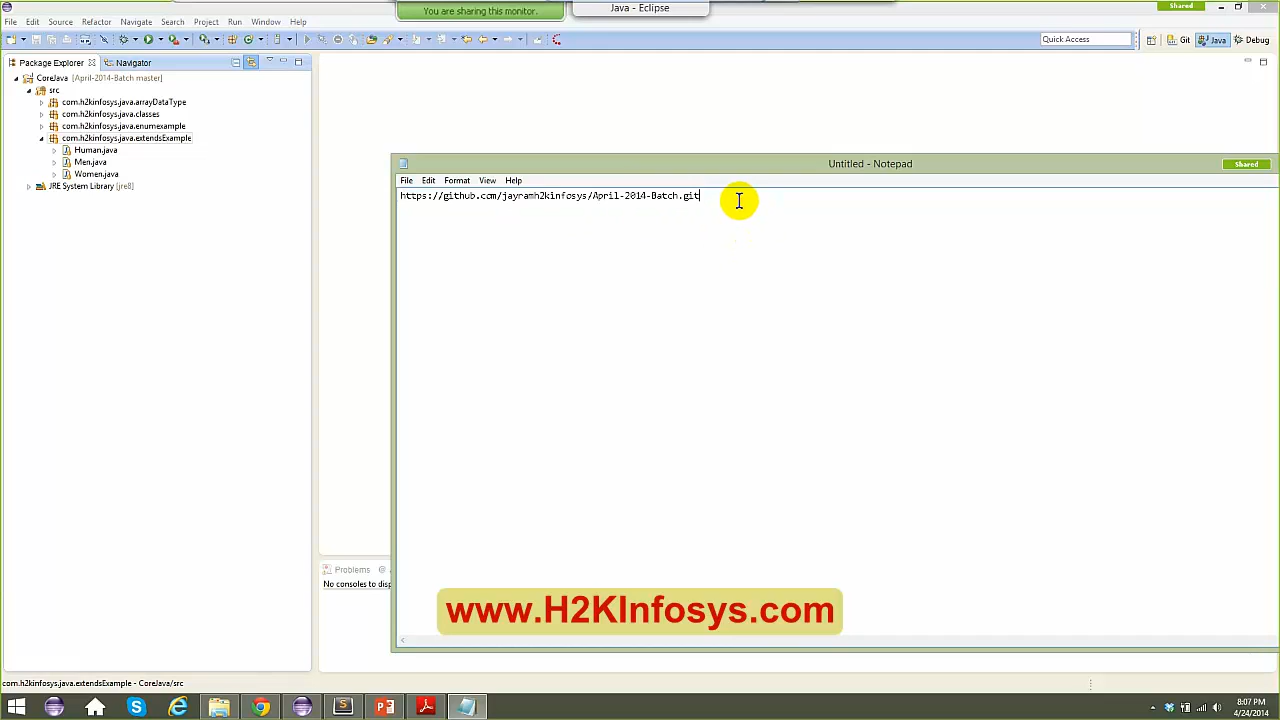 You are sharing this monitor.
Java - Eclipse
Shared
File Edit Source Refactor Navigate Search Project Run Window Help
Quick Access
Git
Java
Debug
Package Explorer
Navigator
CoreJava [April-2014-Batch master]
src
com.h2kinfosys.java.arrayDataType
com.h2kinfosys.java.classes
com.h2kinfosys.java.enumexample
com.h2kinfosys.java.extendsExample
Human.java
Men.java
Women.java
JRE System Library [jre8]
Untitled - Notepad
Shared
File Edit Format View Help
https://github.com/jayramh2kinfosys/April-2014-Batch.git
Problems
No consoles to disp
www.H2KInfosys.com
com.h2kinfosys.java.extendsExample - CoreJava/src
8:07 PM
4/24/2014